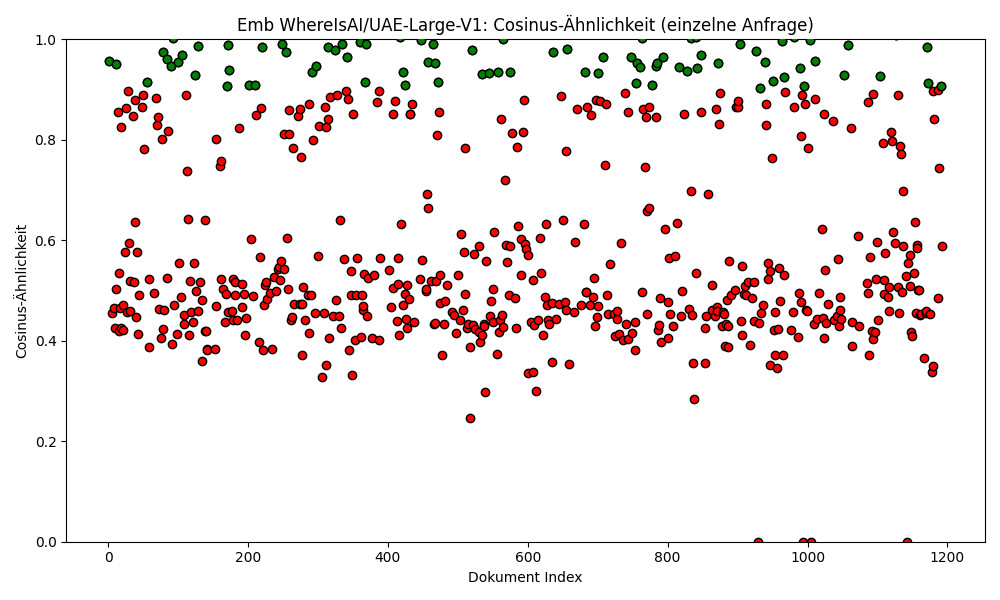 Emb WhereIsAI/UAE-Large-V1: Cosinus-Ähnlichkeit (einzelne Anfrage)
Cosinus-Ähnlichkeit
1.0
0.8
0.6
0.4
0.2
0.0
0 200 400 600 800 1000 1200
Dokument Index